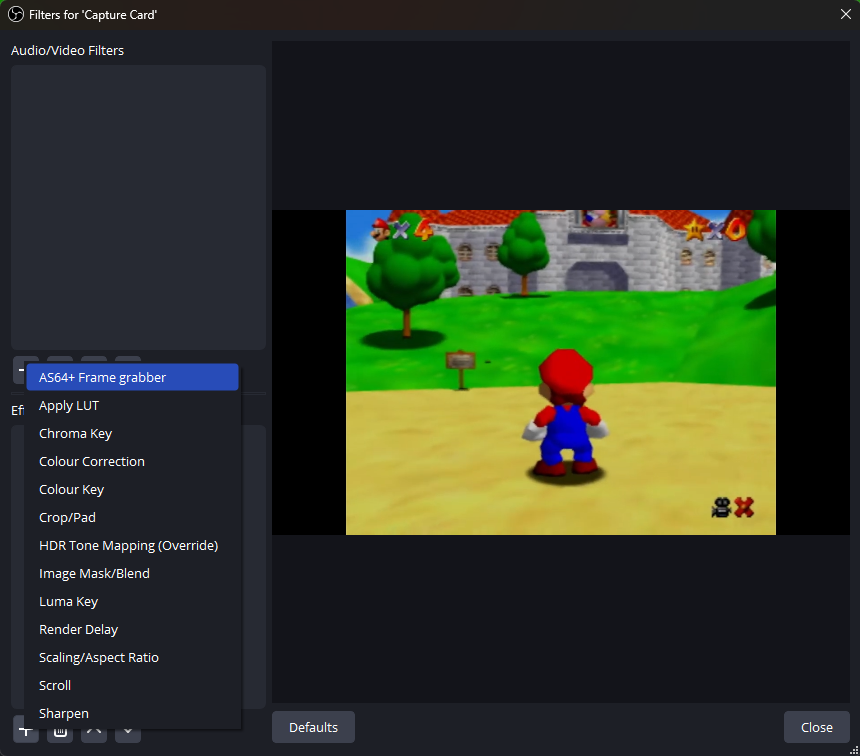 Filters for 'Capture Card'
Audio/Video Filters
AS64+ Frame grabber
Apply LUT
Chroma Key
Colour Correction
Colour Key
Crop/Pad
HDR Tone Mapping (Override)
Image Mask/Blend
Luma Key
Render Delay
Scaling/Aspect Ratio
Scroll
Sharpen
×4
×0
Defaults
Close